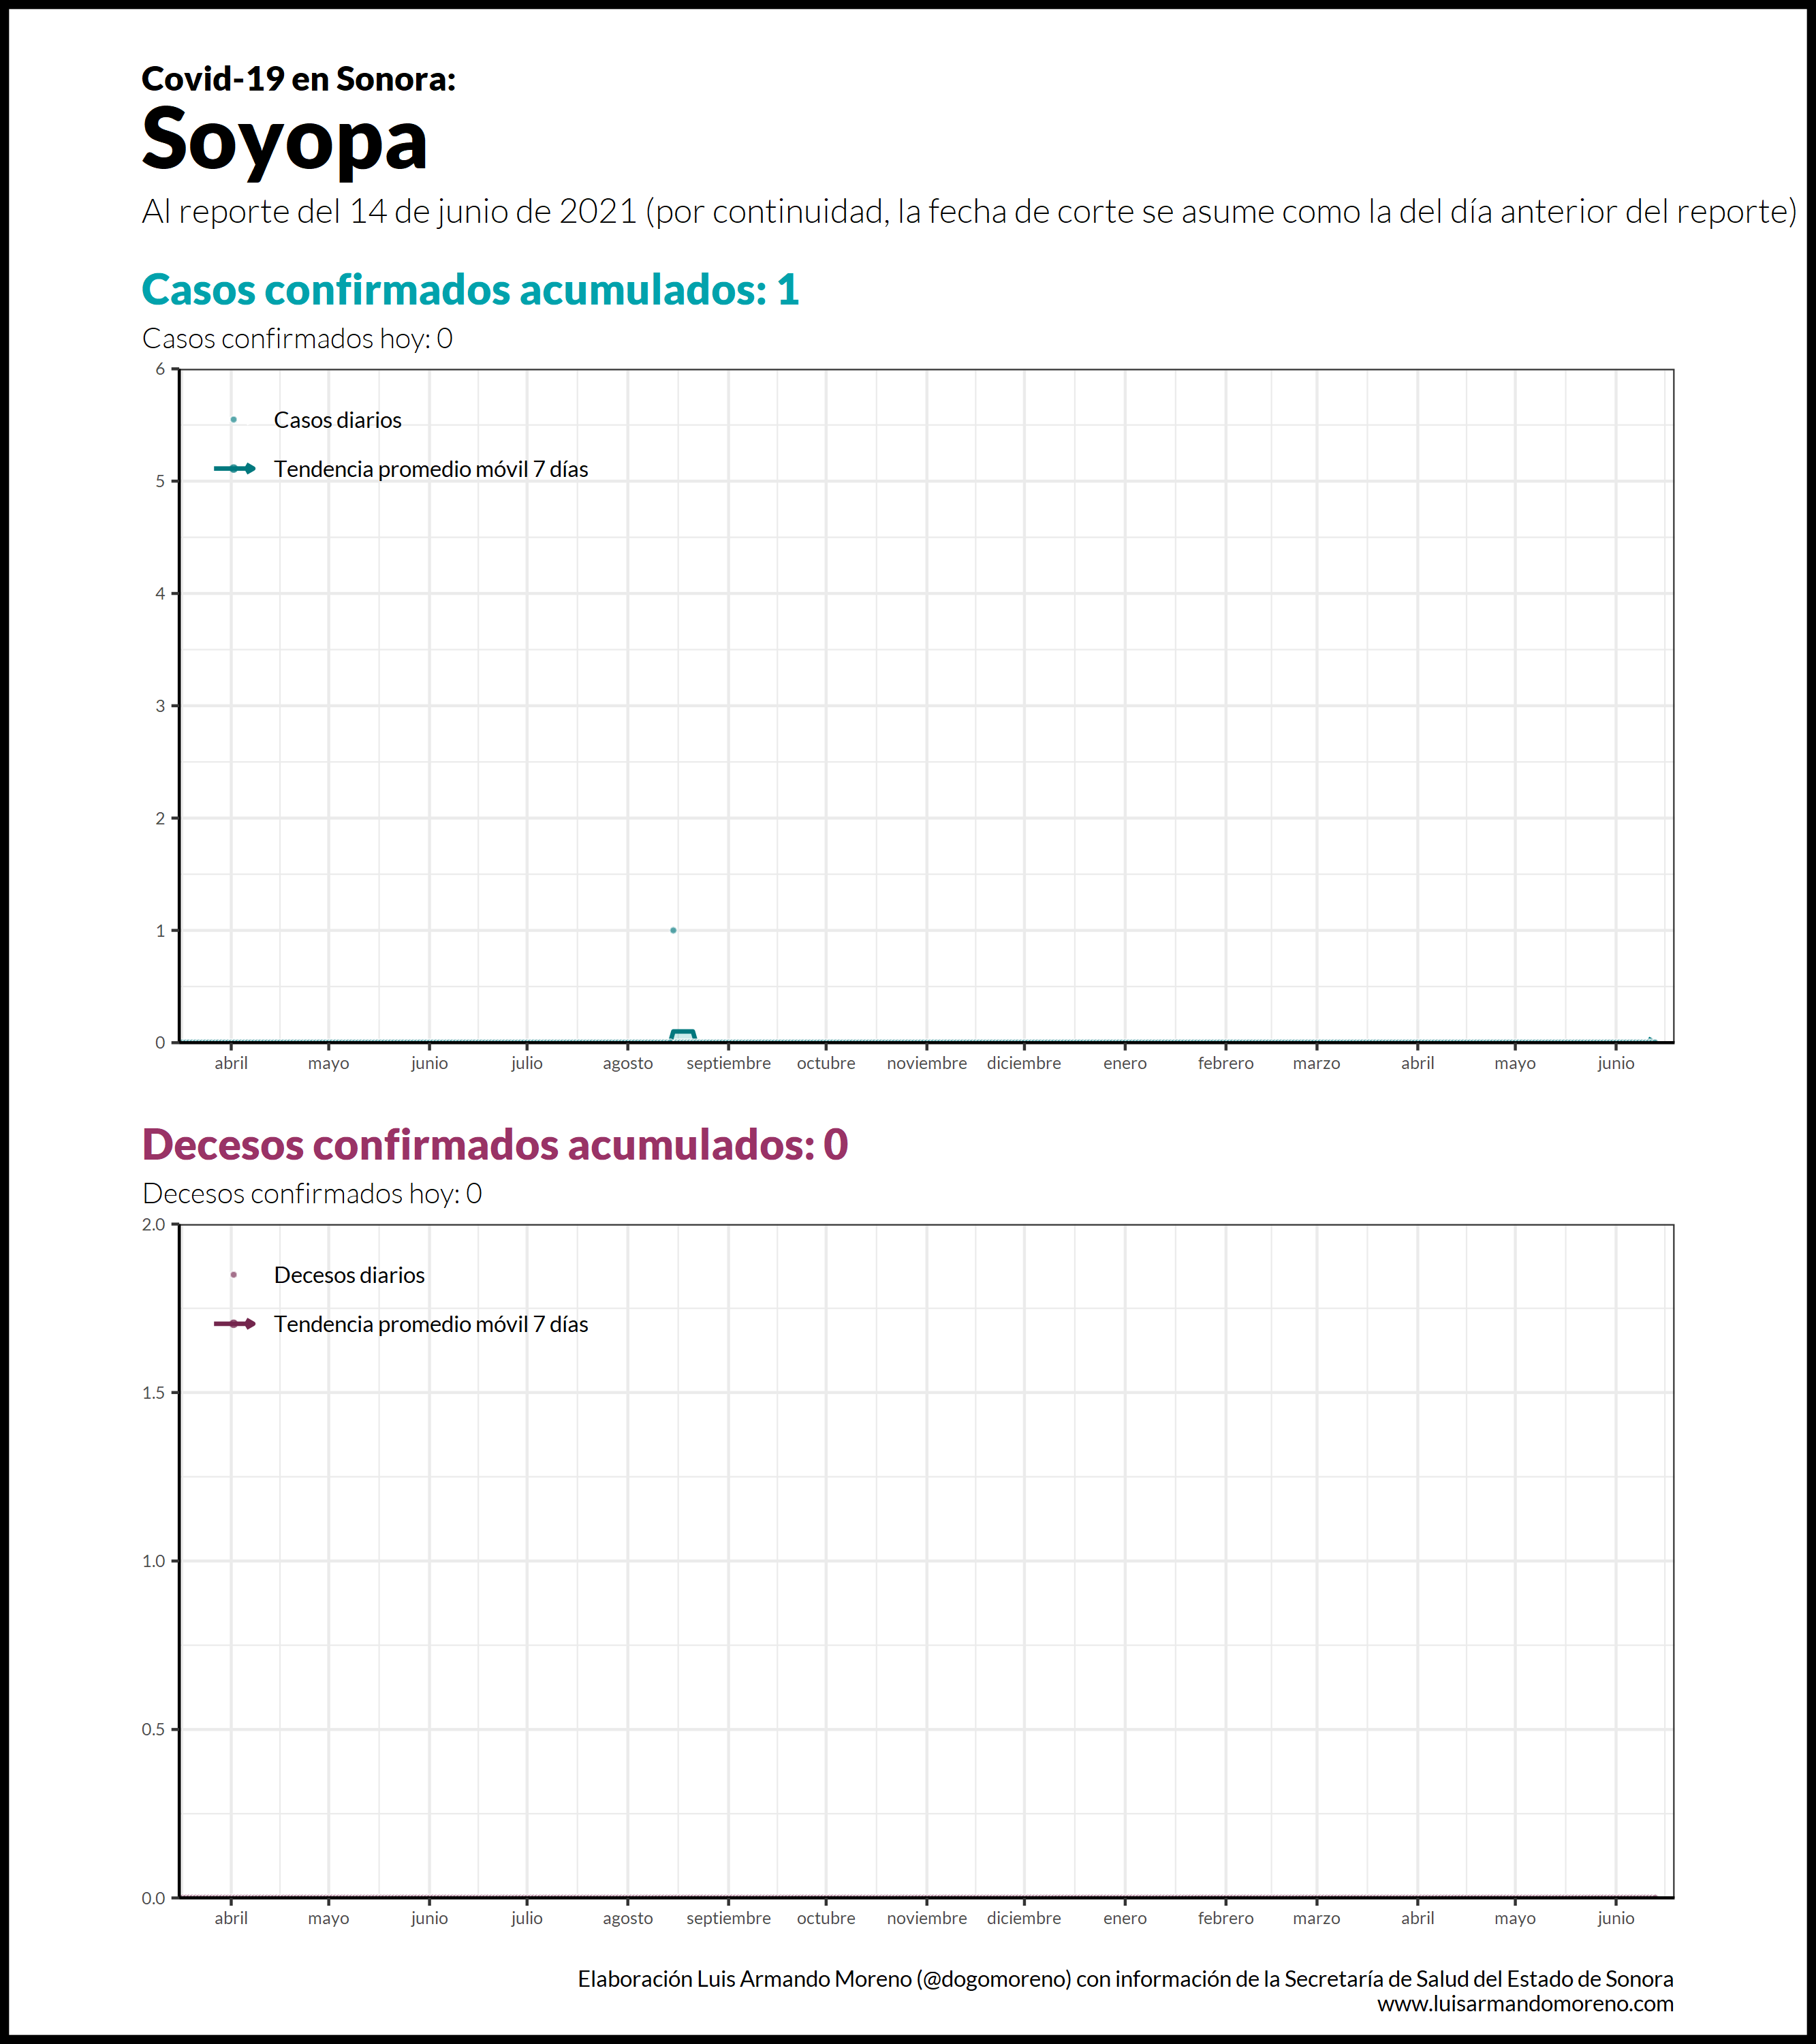 Covid-19 en Sonora:
Soyopa
Al reporte del 14 de junio de 2021 (por continuidad, la fecha de corte se asume como la del día anterior del reporte)
Casos confirmados acumulados: 1
Casos confirmados hoy: 0
6
Casos diarios
Tendencia promedio móvil 7 días
5
4
3
2
1
0
abril mayo junio julio agosto septiembre octubre noviembre diciembre enero febrero marzo abril mayo junio
Decesos confirmados acumulados: 0
Decesos confirmados hoy: 0
2.0
Decesos diarios
Tendencia promedio móvil 7 días
1.5
1.0
0.5
0.0
abril mayo junio julio agosto septiembre octubre noviembre diciembre enero febrero marzo abril mayo junio
Elaboración Luis Armando Moreno (@dogomoreno) con información de la Secretaría de Salud del Estado de Sonora
www.luisarmandomoreno.com